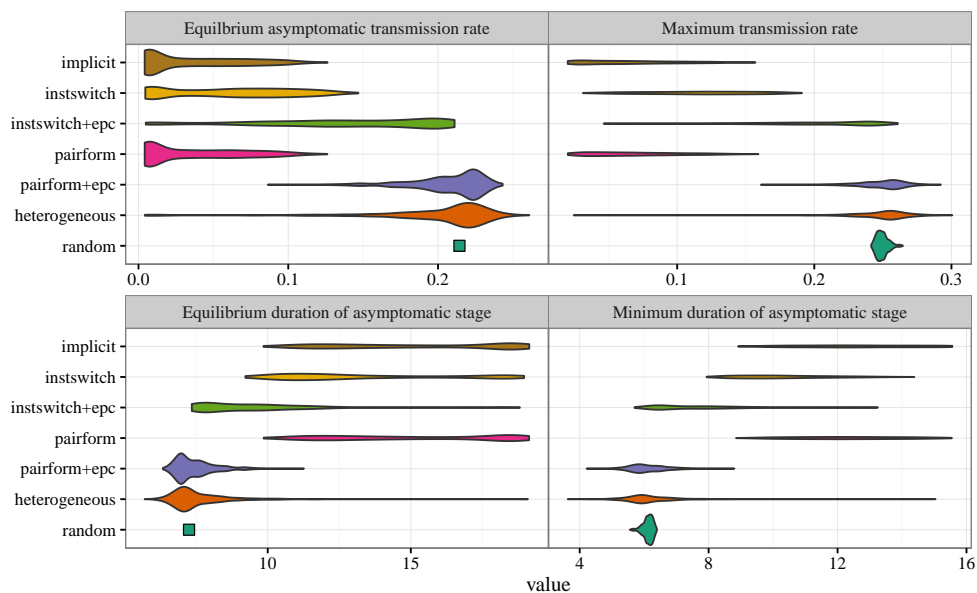 Equilbrium asymptotic transmission rate
Maximum transmission rate
implicit
instswitch
instswitch+epc
pairform
pairform+epc
heterogeneous
random
0.0 0.1 0.2
0.1 0.2 0.3
Equilibrium duration of asymptomatic stage
Minimum duration of asymptomatic stage
implicit
instswitch
instswitch+epc
pairform
pairform+epc
heterogeneous
random
10 15
4 8 12 16
value